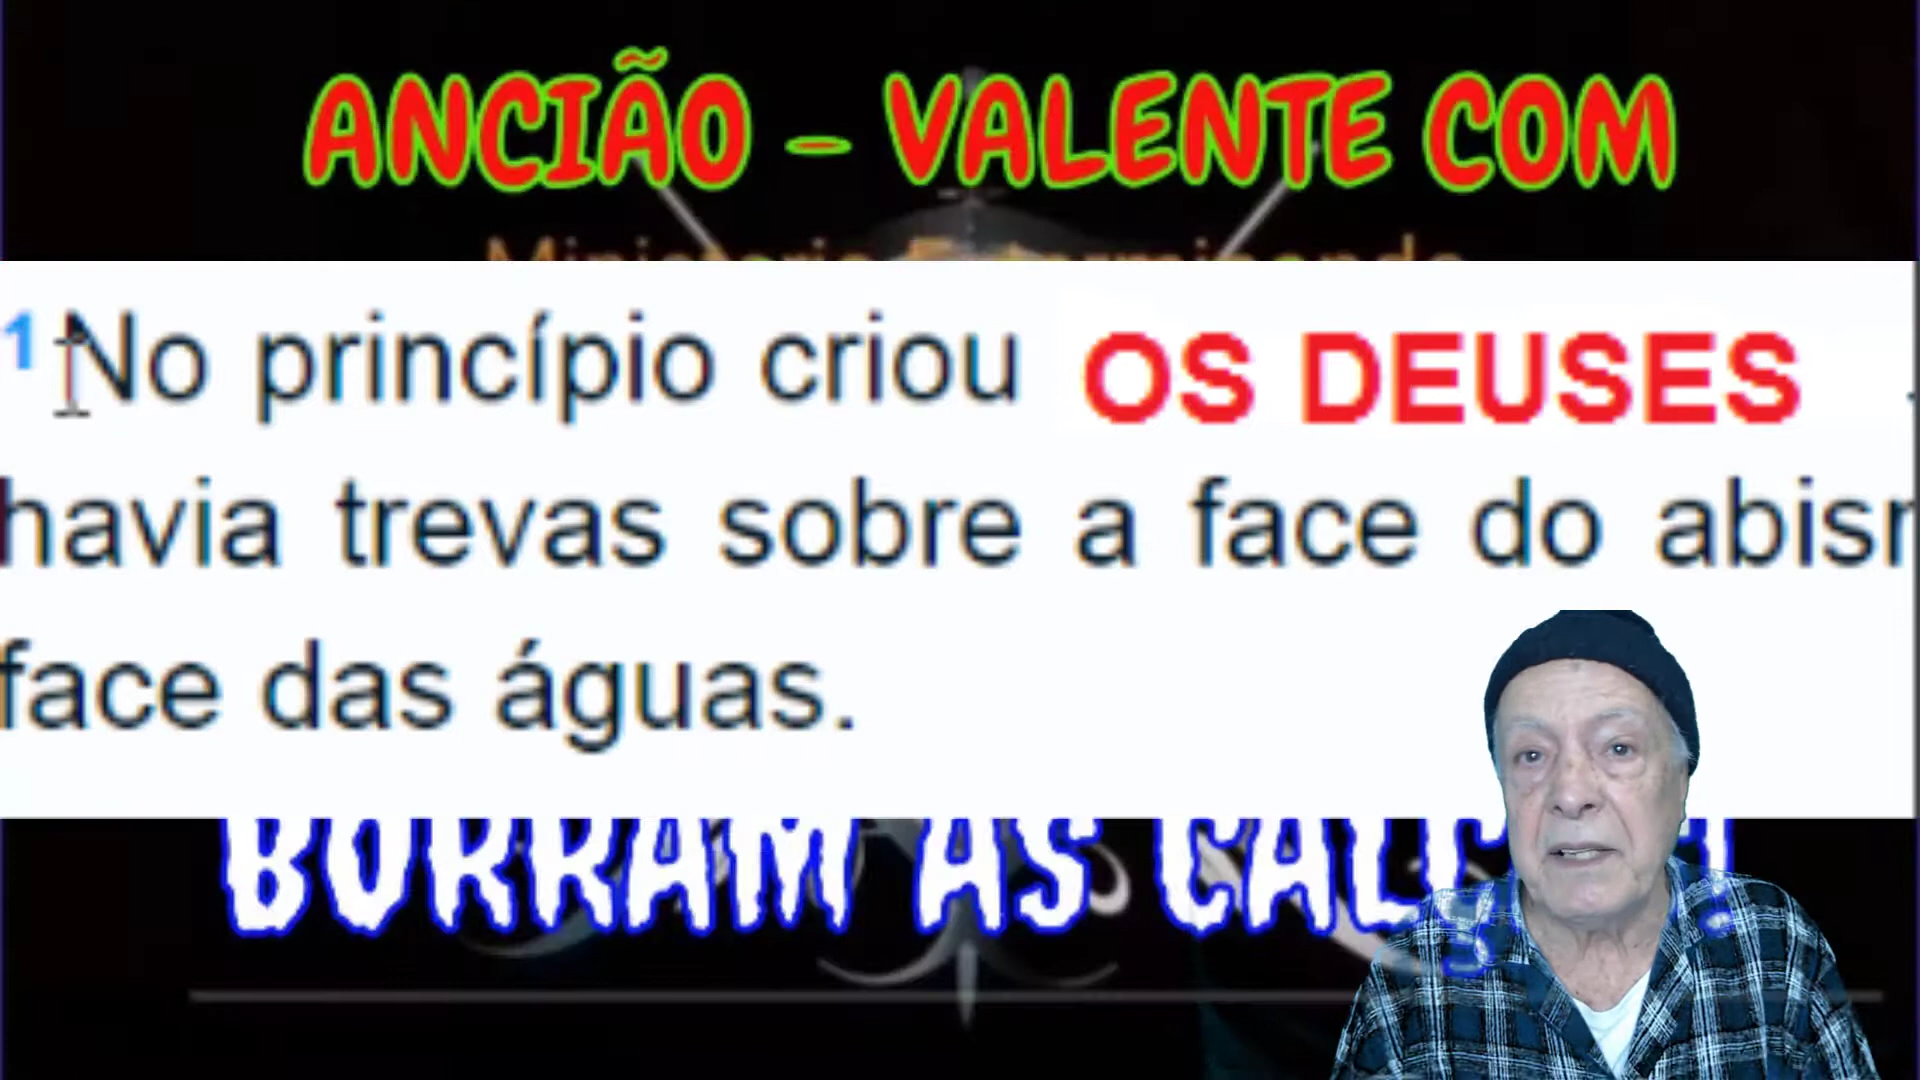 ANCIÃO - VALENTE COM
1 No princípio criou OS DEUSES
havia trevas sobre a face do
face das águas.
BORRAM AS